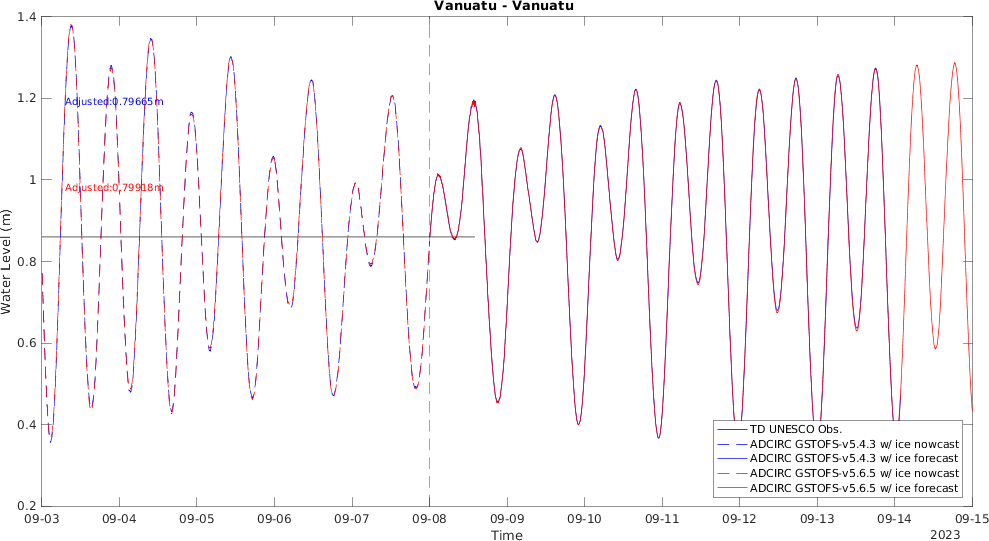 Vanuatu - Vanuatu
1.4
1.2
1
0.8
0.6
0.4
0.2
Water Level (m)
Adjusted:0.79665m
Adjusted:0.79918m
TD UNESCO Obs.
ADCIRC GSTOFS-v5.4.3 w/ ice nowcast
ADCIRC GSTOFS-v5.4.3 w/ ice forecast
ADCIRC GSTOFS-v5.6.5 w/ ice nowcast
ADCIRC GSTOFS-v5.6.5 w/ ice forecast
09-03 09-04 09-05 09-06 09-07 09-08 09-09 09-10 09-11 09-12 09-13 09-14 09-15
Time
2023